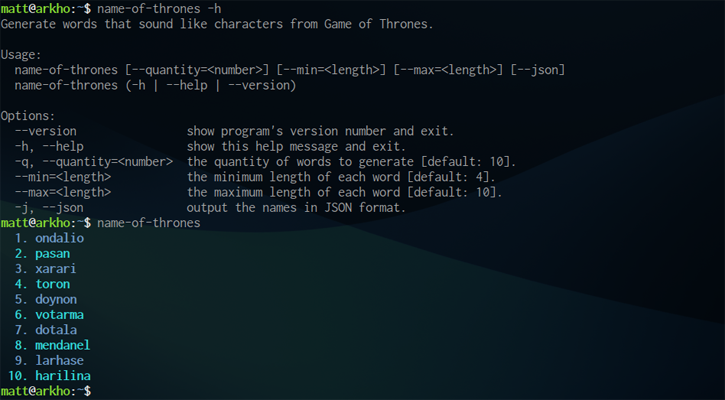 matt@arkho:~$ name-of-thrones -h
Generate words that sound like characters from Game of Thrones.
Usage:
name-of-thrones [--quantity=<number>] [--min=<length>] [--max=<length>] [--json]
name-of-thrones (-h | --help | --version)
Options:
--version show program's version number and exit.
-h, --help show this help message and exit.
-q, --quantity=<number> the quantity of words to generate [default: 10].
--min=<length> the minimum length of each word [default: 4].
--max=<length> the maximum length of each word [default: 10].
-j, --json output the names in JSON format.
matt@arkho:~$ name-of-thrones
1. ondalio
2. pasan
3. xarari
4. toron
5. doynon
6. votarma
7. dotala
8. mendanel
9. larhase
10. harilina
matt@arkho:~$